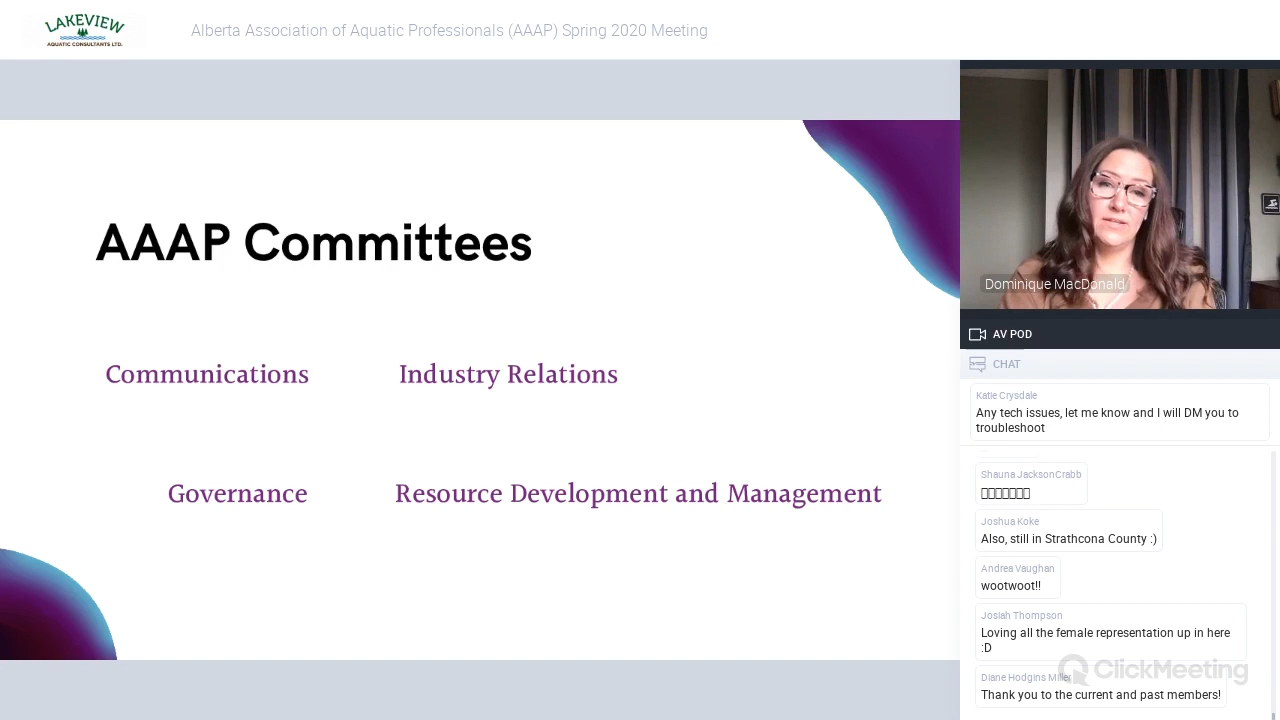 LAKEVIEW
AQUATIC CONSULTANTS LTD.
Alberta Association of Aquatic Professionals (AAAP) Spring 2020 Meeting
AAAP Committees
Communications
Industry Relations
Governance
Resource Development and Management
Dominique MacDonald
AV POD
CHAT
Katie Crysdale
Any tech issues, let me know and I will DM you to
troubleshoot
Shauna JacksonCrabb
Joshua Koke
Also, still in Strathcona County :)
Andrea Vaughan
wootwoot!!
Josiah Thompson
Loving all the female representation up in here
:D
ClickMeeting
Diane Hodgins Miller
Thank you to the current and past members!